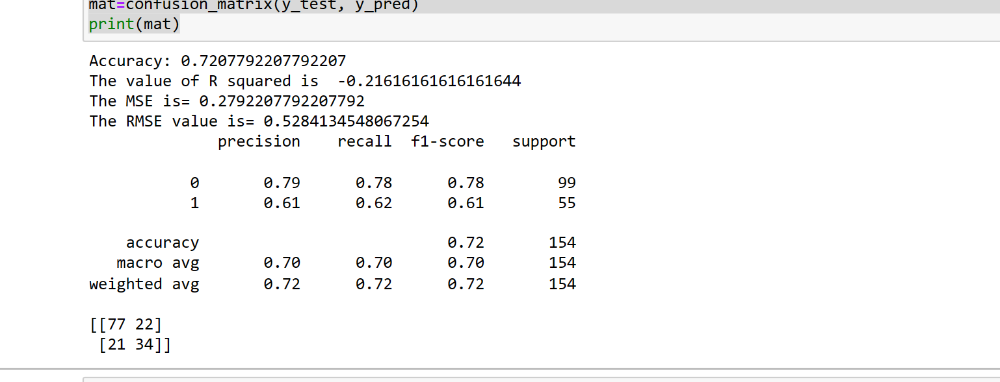 mat=confusion_matrix(y_test, y_pred)
print(mat)
Accuracy: 0.7207792207792207
The value of R squared is  -0.21616161616161644
The MSE is= 0.2792207792207792
The RMSE value is= 0.5284134548067254
              precision    recall  f1-score   support

           0       0.79      0.78      0.78        99
           1       0.61      0.62      0.61        55

    accuracy                           0.72       154
   macro avg       0.70      0.70      0.70       154
weighted avg       0.72      0.72      0.72       154

[[77 22]
 [21 34]]